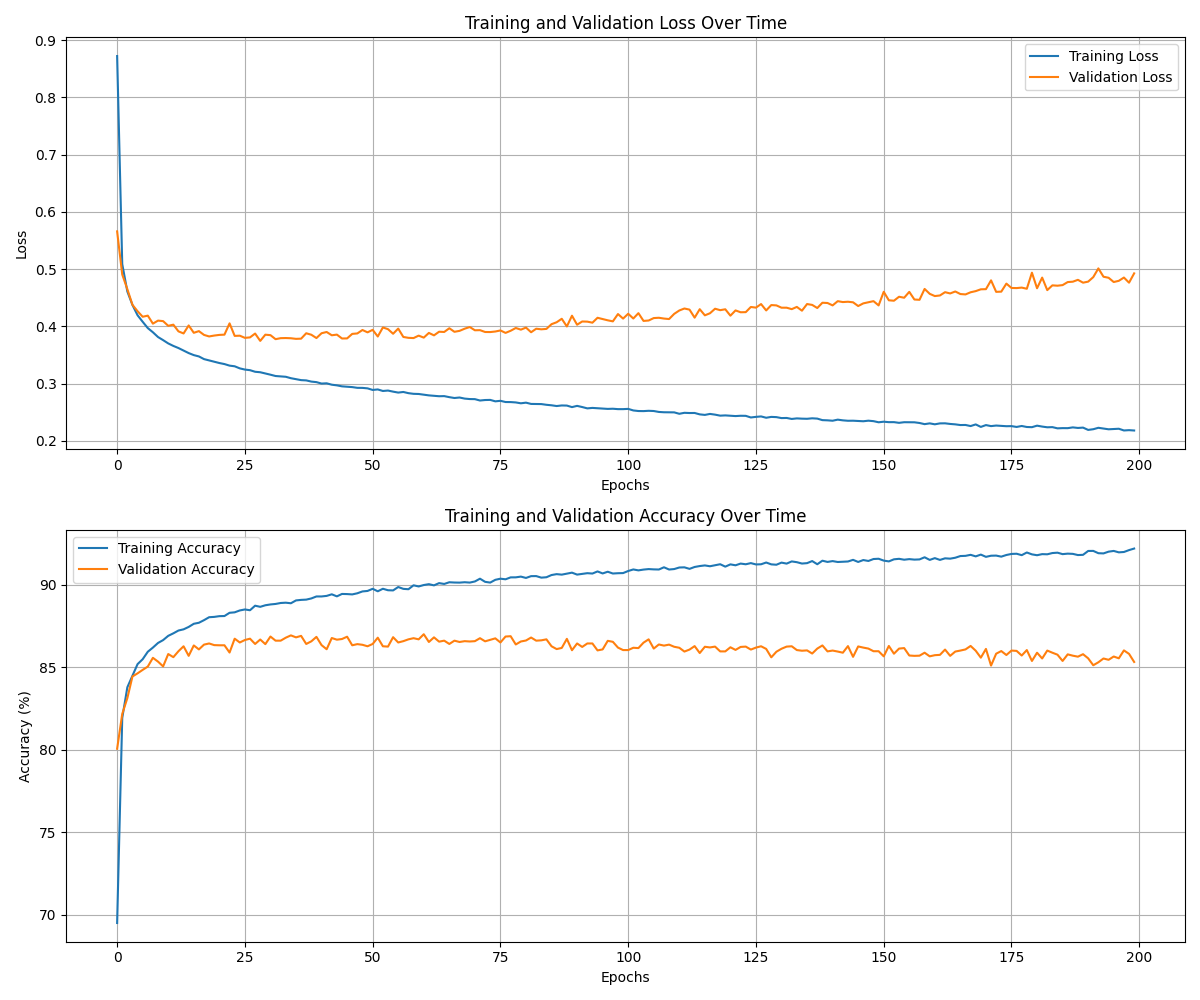 Training and Validation Loss Over Time
0.9
0.8
0.7
0.6
0.5
0.4
0.3
0.2
Loss
Training Loss
Validation Loss
0 25 50 75 100 125 150 175 200
Epochs
Training and Validation Accuracy Over Time
90
85
80
75
70
Accuracy (%)
Training Accuracy
Validation Accuracy
0 25 50 75 100 125 150 175 200
Epochs